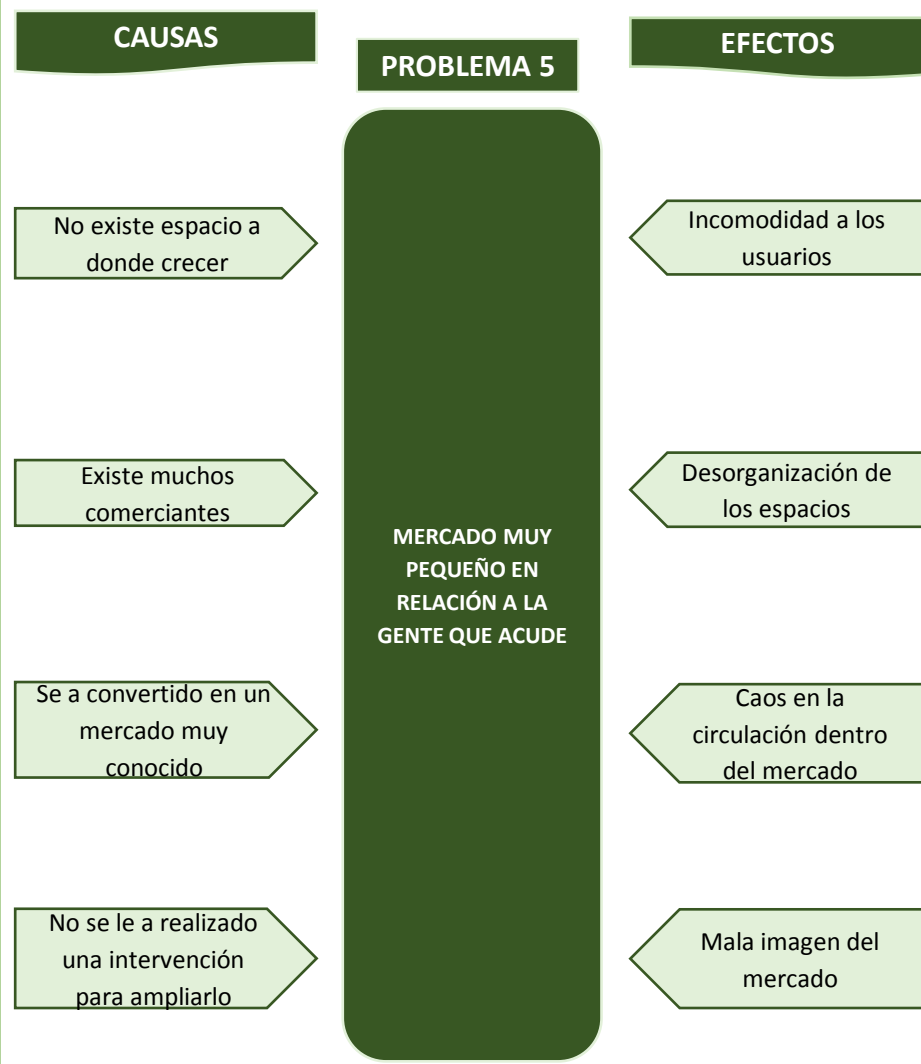 CAUSAS
PROBLEMA 5
EFECTOS
No existe espacio a
donde crecer
Incomodidad a los
usuarios
Existe muchos
comerciantes
MERCADO MUY
PEQUEÑO EN
RELACIÓN A LA
GENTE QUE ACUDE
Desorganización de
los espacios
Se a convertido en un
mercado muy
conocido
Caos en la
circulación dentro
del mercado
No se le a realizado
una intervención
para ampliarlo
Mala imagen del
mercado